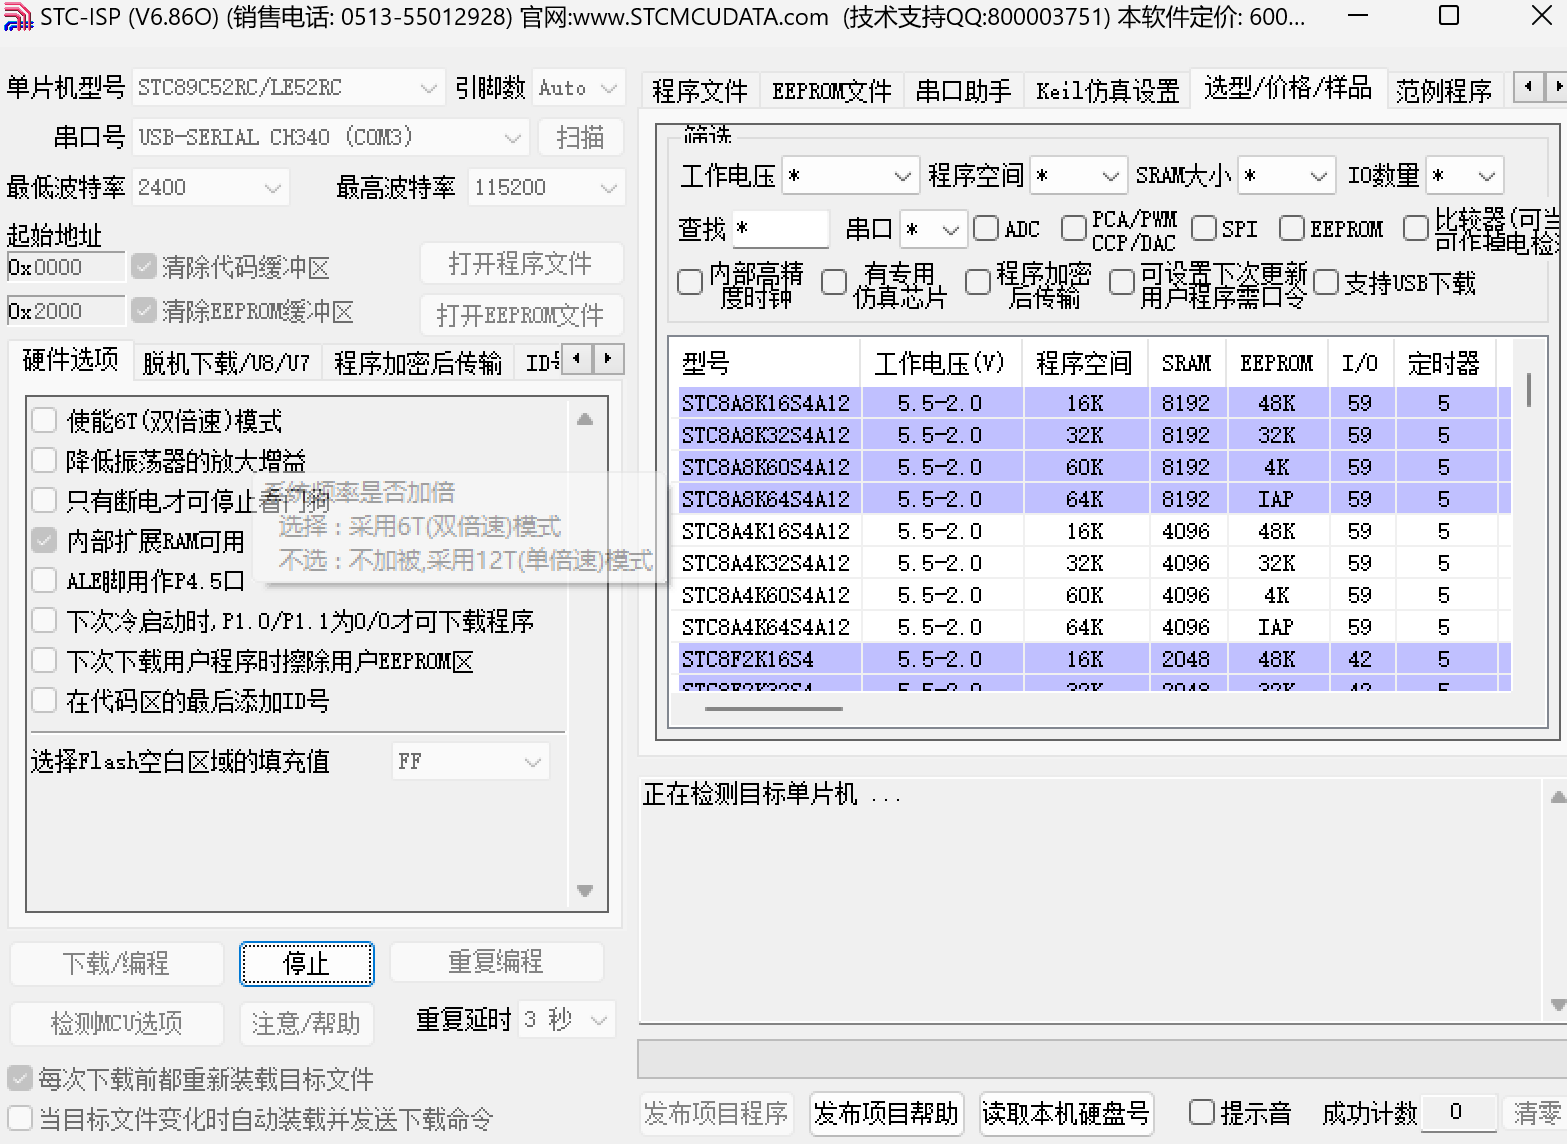 STC-ISP (V6.86O) (销售电话: 0513-55012928) 官网:www.STCMCUDATA.com (技术支持QQ:800003751) 本软件定价: 600...
单片机型号 STC89C52RC/LE52RC 引脚数 Auto
串口号 USB-SERIAL CH340 (COM3) 扫描
最低波特率 2400 最高波特率 115200
起始地址
0x0000 清除代码缓冲区 打开程序文件
0x2000 清除EEPROM缓冲区 打开EEPROM文件
硬件选项 脱机下载/U8/U7 程序加密后传输
使能6T(双倍速)模式
降低振荡器的放大增益
只有断电才可停止看门狗
内部扩展RAM可用
ALE脚用作P4.5口
下次冷启动时,P1.0/P1.1为0/0才可下载程序
下次下载用户程序时擦除用户EEPROM区
在代码区的最后添加ID号
系统频率是否加倍
选择 : 采用6T(双倍速)模式
不选 : 不加被,采用12T(单倍速)模式
选择Flash空白区域的填充值 FF
下载/编程 停止 重复编程
检测MCU选项 注意/帮助 重复延时 3 秒
每次下载前都重新装载目标文件
当目标文件变化时自动装载并发送下载命令
程序文件 EEPROM文件 串口助手 Keil仿真设置 选型/价格/样品 范例程序
筛选
工作电压 * 程序空间 * SRAM大小 * IO数量 *
查找 * 串口 * ADC PCA/PWM CCP/DAC SPI EEPROM 比较器(可当 可作掉电检
内部高精度时钟 有专用仿真芯片 程序加密后传输 可设置下次更新用户程序需口令 支持USB下载
型号 工作电压(V) 程序空间 SRAM EEPROM I/O 定时器
STC8A8K16S4A12 5.5-2.0 16K 8192 48K 59 5
STC8A8K32S4A12 5.5-2.0 32K 8192 32K 59 5
STC8A8K60S4A12 5.5-2.0 60K 8192 4K 59 5
STC8A8K64S4A12 5.5-2.0 64K 8192 IAP 59 5
STC8A4K16S4A12 5.5-2.0 16K 4096 48K 59 5
STC8A4K32S4A12 5.5-2.0 32K 4096 32K 59 5
STC8A4K60S4A12 5.5-2.0 60K 4096 4K 59 5
STC8A4K64S4A12 5.5-2.0 64K 4096 IAP 59 5
STC8F2K16S4 5.5-2.0 16K 2048 48K 42 5
STC8F2K32S4 5.5-2.0 32K 2048 32K 42 5
正在检测目标单片机 ...
发布项目程序 发布项目帮助 读取本机硬盘号 提示音 成功计数 0 清零